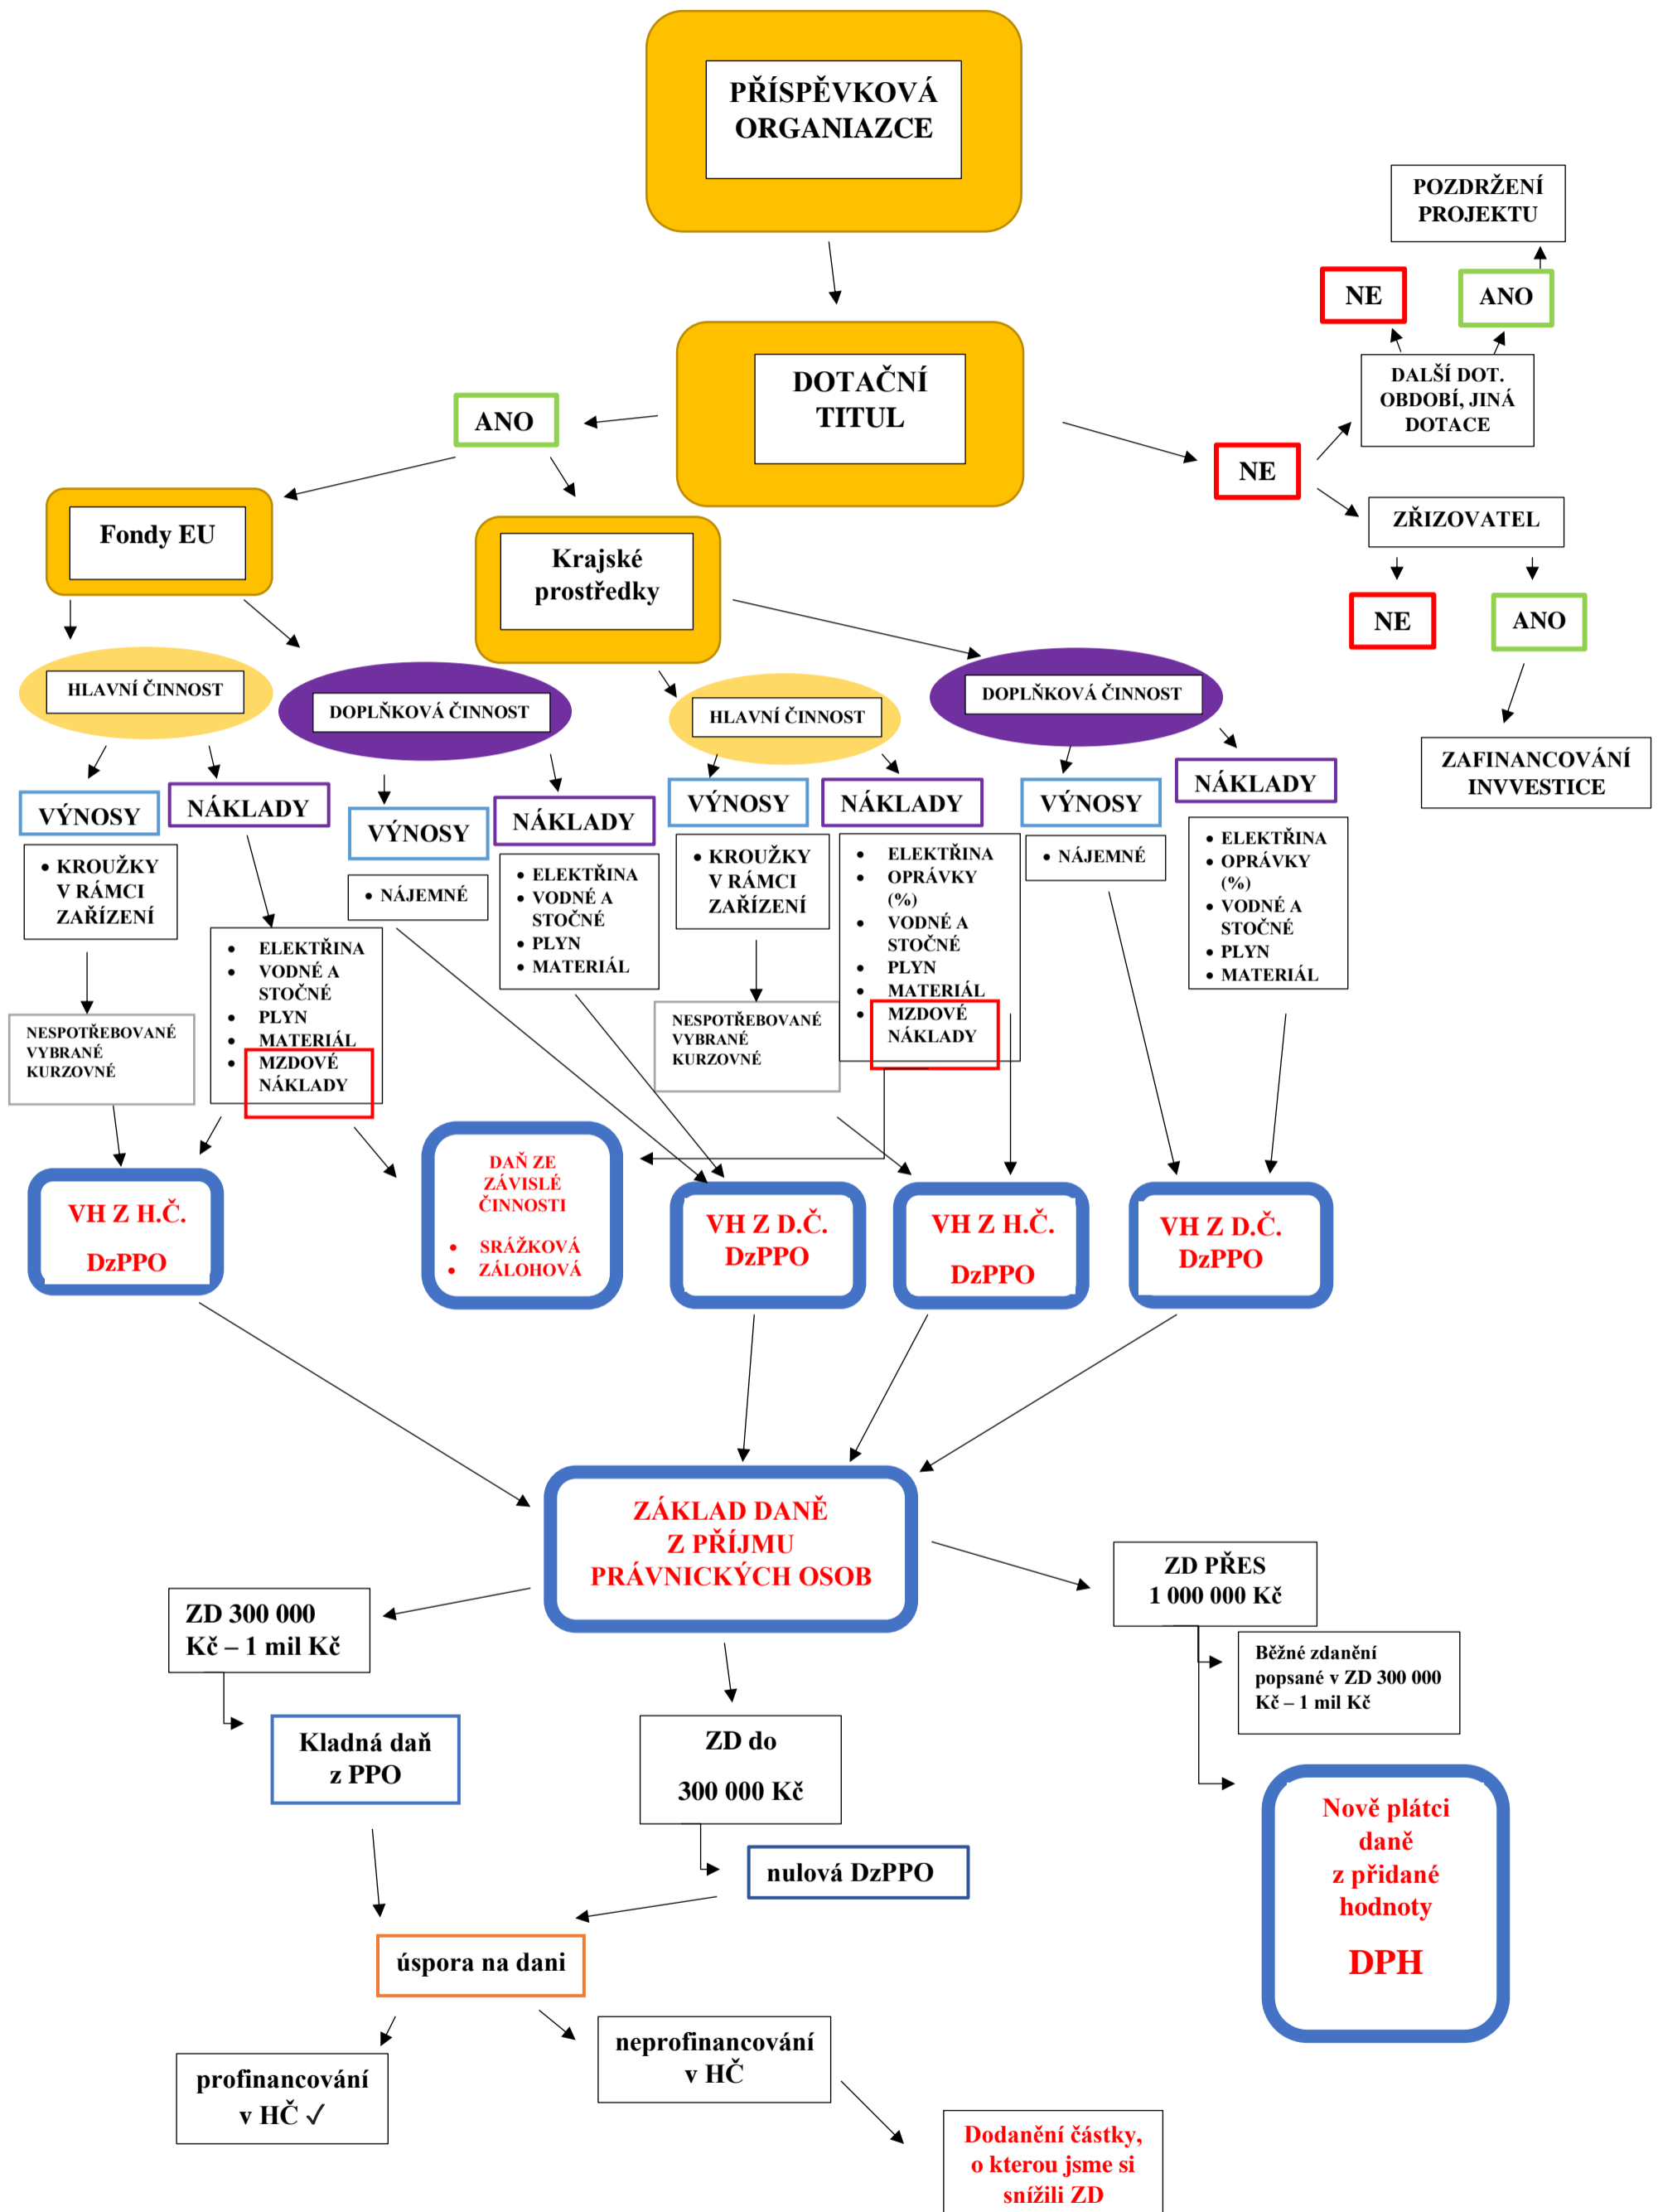 PŘÍSPĚVKOVÁ
ORGANIAZCE
POZDRŽENÍ
PROJEKTU
NE
ANO
DOTAČNÍ
TITUL
DALŠÍ DOT.
OBDOBÍ, JINÁ
DOTACE
ANO
NE
ZŘIZOVATEL
Fondy EU
Krajské
prostředky
NE
ANO
HLAVNÍ ČINNOST
DOPLŇKOVÁ ČINNOST
HLAVNÍ ČINNOST
DOPLŇKOVÁ ČINNOST
ZAFINANCOVÁNÍ
INVVESTICE
VÝNOSY
NÁKLADY
VÝNOSY
NÁKLADY
VÝNOSY
NÁKLADY
VÝNOSY
NÁKLADY
• KROUŽKY
V RÁMCI
ZAŘÍZENÍ
• ELEKTŘINA
• VODNÉ A
STOČNÉ
• PLYN
• MATERIÁL
• MZDOVÉ
NÁKLADY
• NÁJEMNÉ
• ELEKTŘINA
• VODNÉ A
STOČNÉ
• PLYN
• MATERIÁL
• KROUŽKY
V RÁMCI
ZAŘÍZENÍ
• ELEKTŘINA
• OPRÁVKY
(%)
• VODNÉ A
STOČNÉ
• PLYN
• MATERIÁL
• MZDOVÉ
NÁKLADY
• NÁJEMNÉ
• ELEKTŘINA
• OPRÁVKY
(%)
• VODNÉ A
STOČNÉ
• PLYN
• MATERIÁL
NESPOTŘEBOVANÉ
VYBRANÉ
KURZOVNÉ
NESPOTŘEBOVANÉ
VYBRANÉ
KURZOVNÉ
VH Z H.Č.
DzPPO
DAŇ ZE
ZÁVISLÉ
ČINNOSTI
• SRÁŽKOVÁ
• ZÁLOHOVÁ
VH Z D.Č.
DzPPO
VH Z H.Č.
DzPPO
VH Z D.Č.
DzPPO
ZÁKLAD DANĚ
Z PŘÍJMU
PRÁVNICKÝCH OSOB
ZD 300 000
Kč – 1 mil Kč
ZD PŘES
1 000 000 Kč
Běžné zdanění
popsané v ZD 300 000
Kč – 1 mil Kč
Kladná daň
z PPO
ZD do
300 000 Kč
nulová DzPPO
Nově plátci
daně
z přidané
hodnoty
DPH
úspora na dani
profinancování
v HČ ✓
neprofinancování
v HČ
Dodanění částky,
o kterou jsme si
snížili ZD